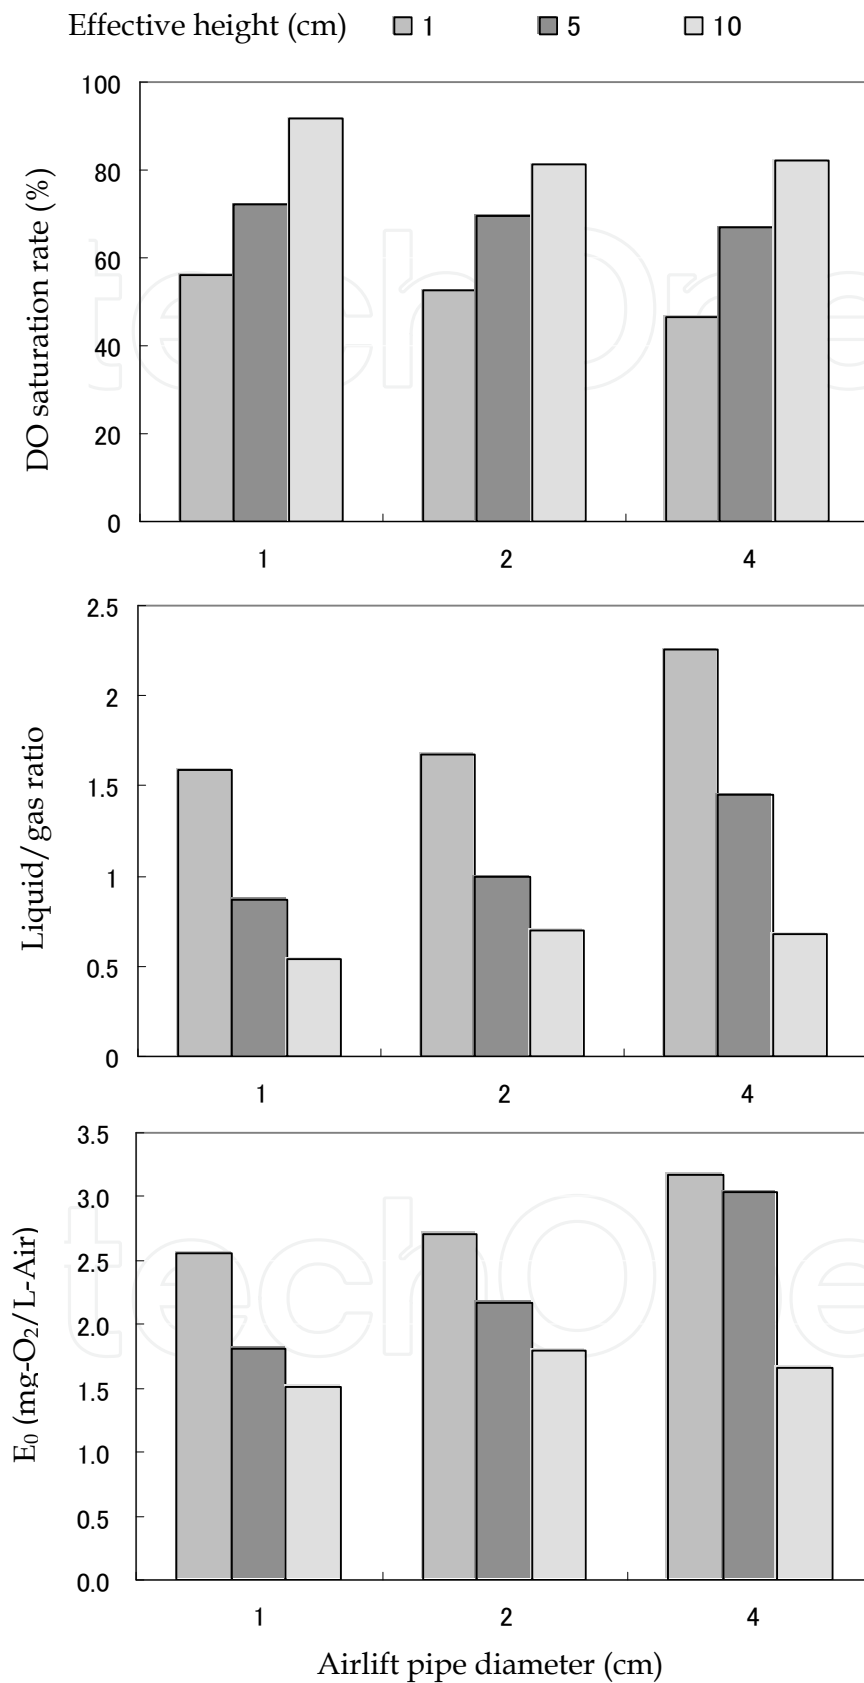 Effective height (cm) 1 5 10
DO saturation rate (%)
100
80
60
40
20
0
1 2 4
Liquid/gas ratio
2.5
2
1.5
1
0.5
0
1 2 4
E₀ (mg-O₂/L-Air)
3.5
3.0
2.5
2.0
1.5
1.0
0.5
0.0
1 2 4
Airlift pipe diameter (cm)
techOpe
techOpe